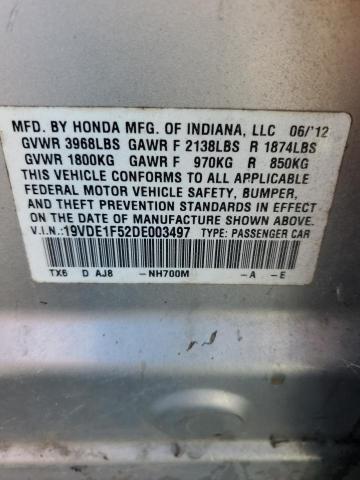 MFD. BY HONDA MFG. OF INDIANA, LLC 06/'12
GVWR 3968LBS GAWR F 2138LBS R 1874LBS
GVWR 1800KG GAWR F 970KG R 850KG
THIS VEHICLE CONFORMS TO ALL APPLICABLE
FEDERAL MOTOR VEHICLE SAFETY, BUMPER,
AND THEFT PREVENTION STANDARDS IN
EFFECT ON THE DATE OF MANUFACTURE SHOWN ABOVE.
V.I.N.:19VDE1F52DE003497 TYPE: PASSENGER CAR
TX6 D AJ8 -NH700M -A -E